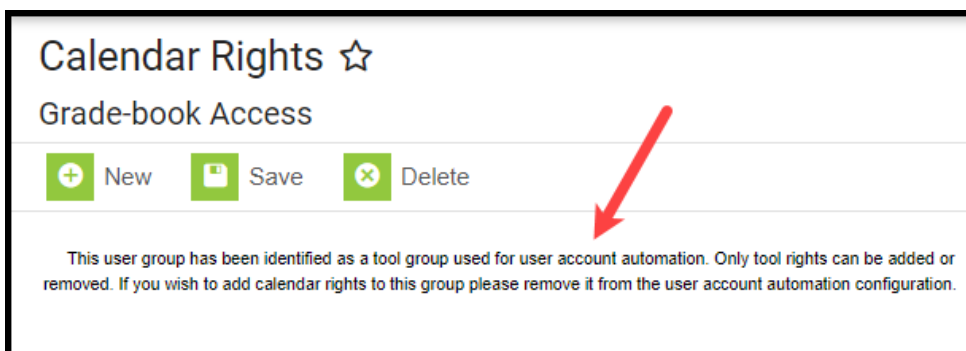 Calendar Rights
Grade-book Access
New Save Delete
This user group has been identified as a tool group used for user account automation. Only tool rights can be added or
removed. If you wish to add calendar rights to this group please remove it from the user account automation configuration.